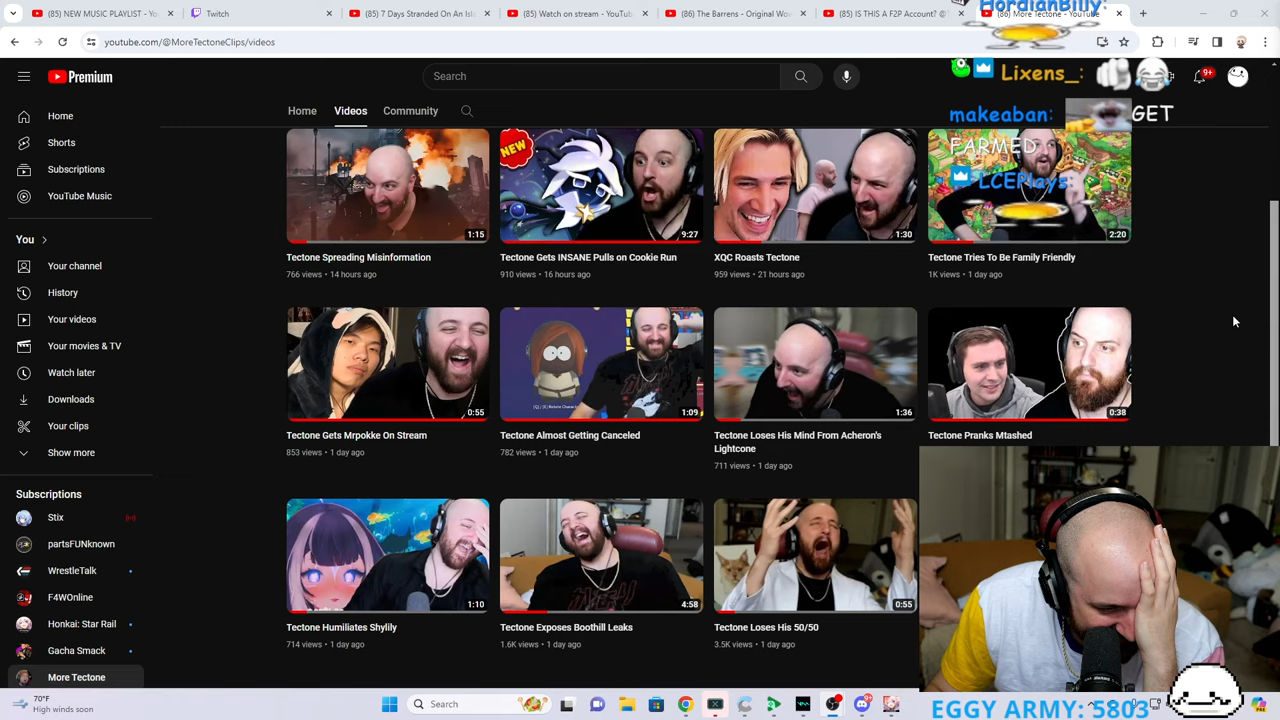 (85) NEW MUSIC PLAYLIST - Yo
Twitch
Stuck On An Isl
(85) Watch on stream - YouTub
(86) The Browens - Original Wo
(85) IS THIS A F2P Account? @
(86) More Tectone - YouTube
HordianBilly:
youtube.com/@MoreTectoneClips/videos
Premium
Search
Lixens_:
9+
Home
Videos
Community
makeaban: GET
FARMED
LCEPlays:
Home
Shorts
Subscriptions
YouTube Music
You
Your channel
History
Your videos
Your movies & TV
Watch later
Downloads
Your clips
Show more
Subscriptions
Stix
partsFUNknown
WrestleTalk
F4WOnline
Honkai: Star Rail
Gacha Smack
More Tectone
1:15
Tectone Spreading Misinformation
766 views • 14 hours ago
NEW
9:27
Tectone Gets INSANE Pulls on Cookie Run
910 views • 16 hours ago
1:30
XQC Roasts Tectone
959 views • 21 hours ago
2:20
Tectone Tries To Be Family Friendly
1K views • 1 day ago
0:55
Tectone Gets Mrpokke On Stream
853 views • 1 day ago
1:09
Tectone Almost Getting Canceled
782 views • 1 day ago
1:36
Tectone Loses His Mind From Acheron's
Lightcone
711 views • 1 day ago
0:38
Tectone Pranks Mtashed
1:10
Tectone Humiliates Shylily
714 views • 1 day ago
4:58
Tectone Exposes Boothill Leaks
1.6K views • 1 day ago
0:55
Tectone Loses His 50/50
3.5K views • 1 day ago
70°F
High winds soon
Search
EGGY ARMY: 5803